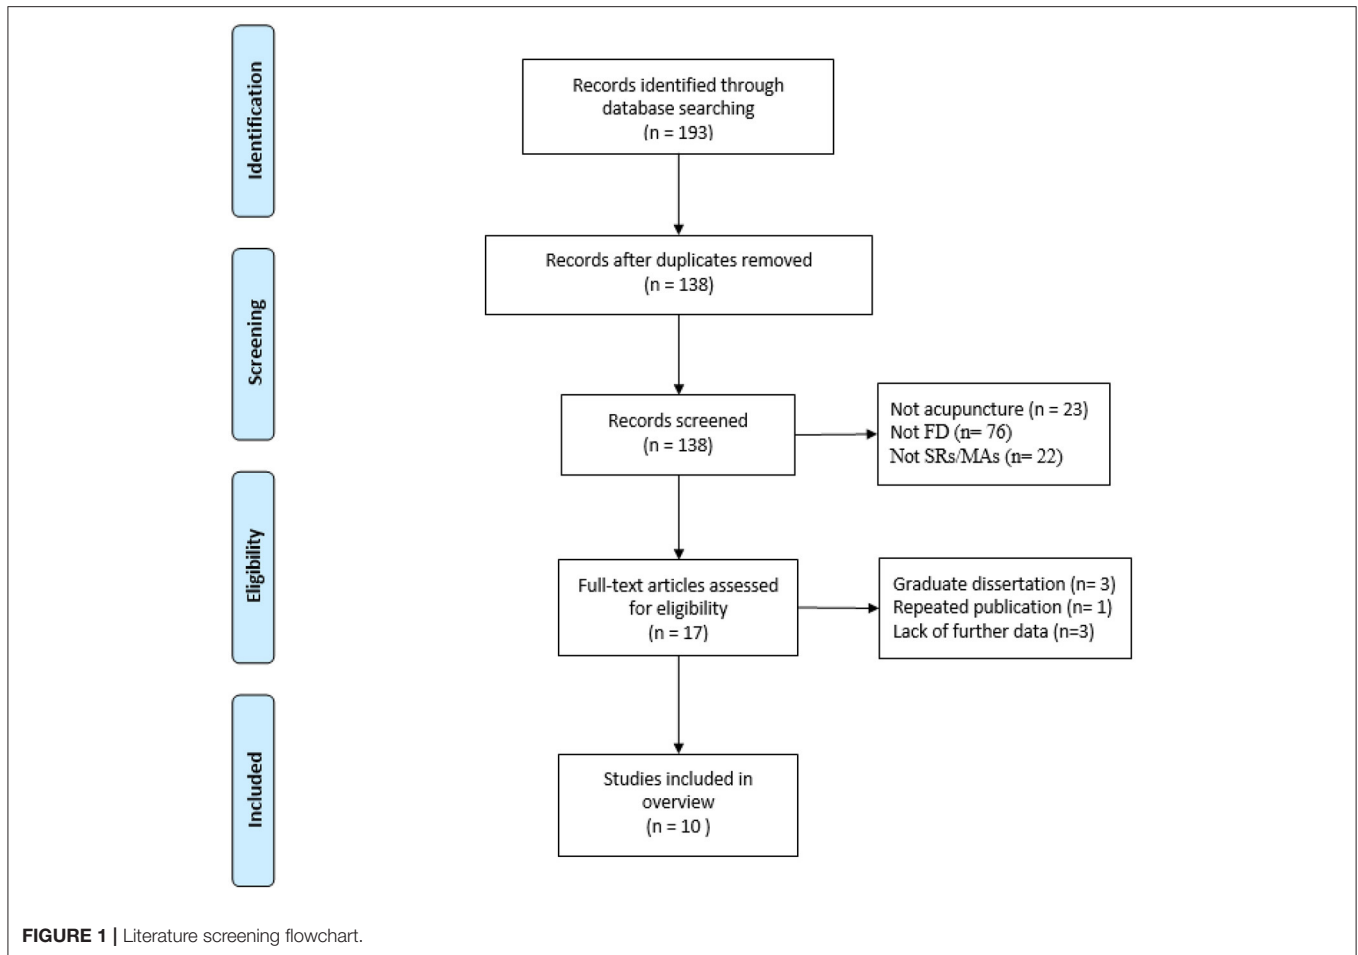 Identification
Records identified through
database searching
(n = 193)
Records after duplicates removed
(n = 138)
Screening
Records screened
(n = 138)
Not acupuncture (n = 23)
Not FD (n= 76)
Not SRs/MAs (n= 22)
Eligibility
Full-text articles assessed
for eligibility
(n = 17)
Graduate dissertation (n= 3)
Repeated publication (n= 1)
Lack of further data (n=3)
Included
Studies included in
overview
(n = 10 )
FIGURE 1 | Literature screening flowchart.